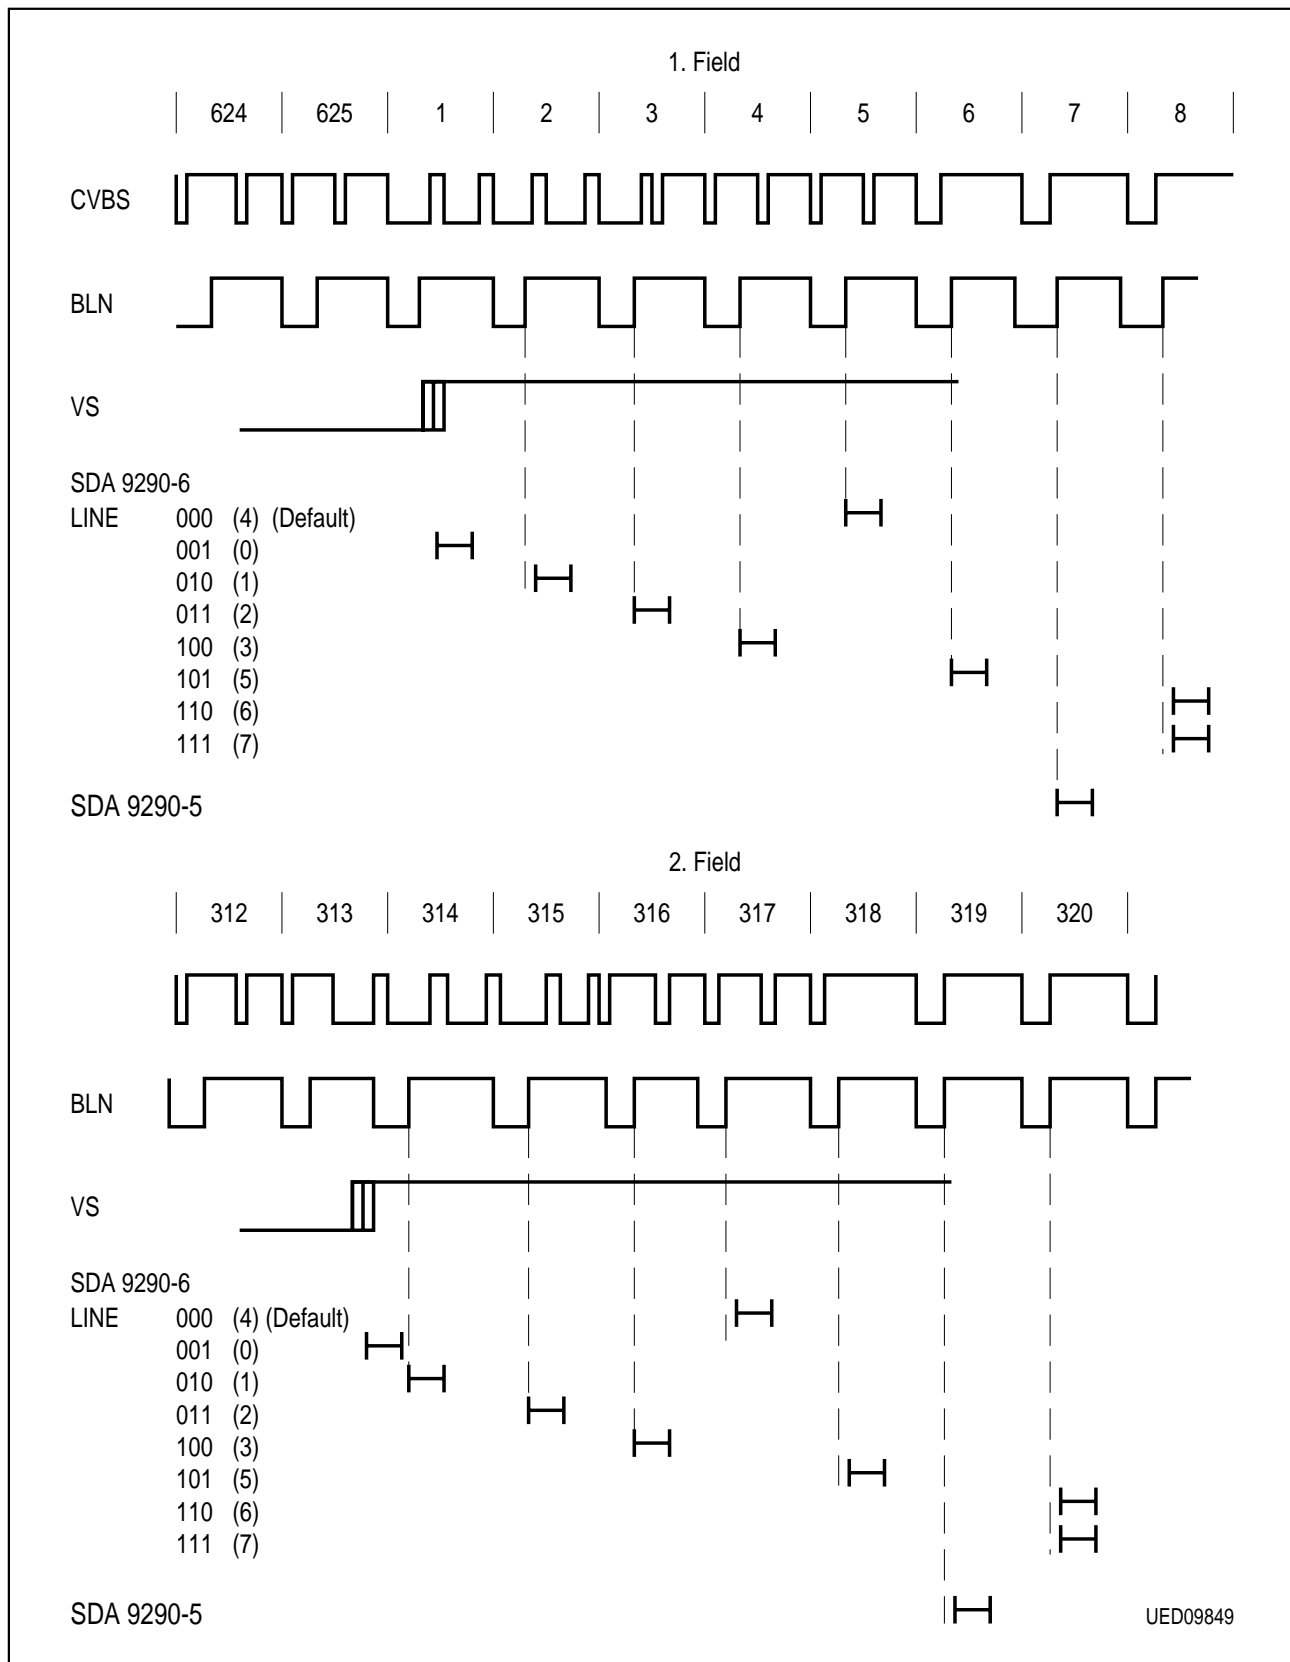 1. Field
624 625 1 2 3 4 5 6 7 8
CVBS
BLN
VS
SDA 9290-6
LINE 000 (4) (Default)
001 (0)
010 (1)
011 (2)
100 (3)
101 (5)
110 (6)
111 (7)
SDA 9290-5
2. Field
312 313 314 315 316 317 318 319 320
BLN
VS
SDA 9290-6
LINE 000 (4) (Default)
001 (0)
010 (1)
011 (2)
100 (3)
101 (5)
110 (6)
111 (7)
SDA 9290-5
UED09849